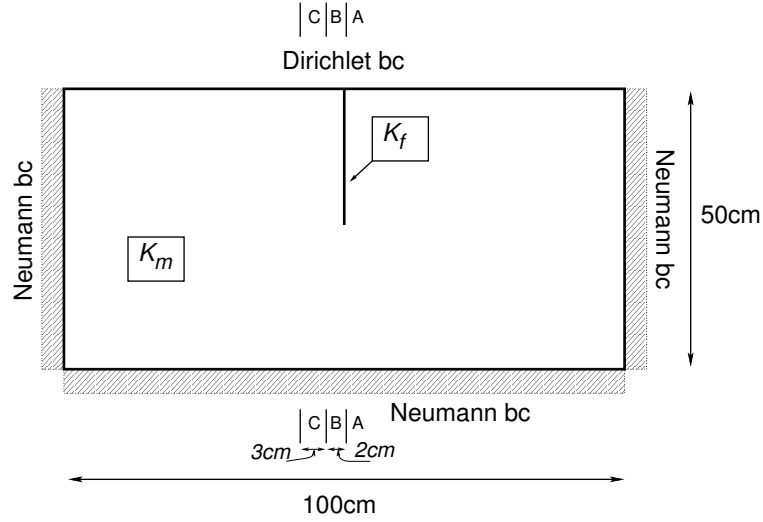 C B A
Dirichlet bc
K_f
Neumann bc
Neumann bc
50cm
K_m
Neumann bc
C B A
3cm 2cm
100cm